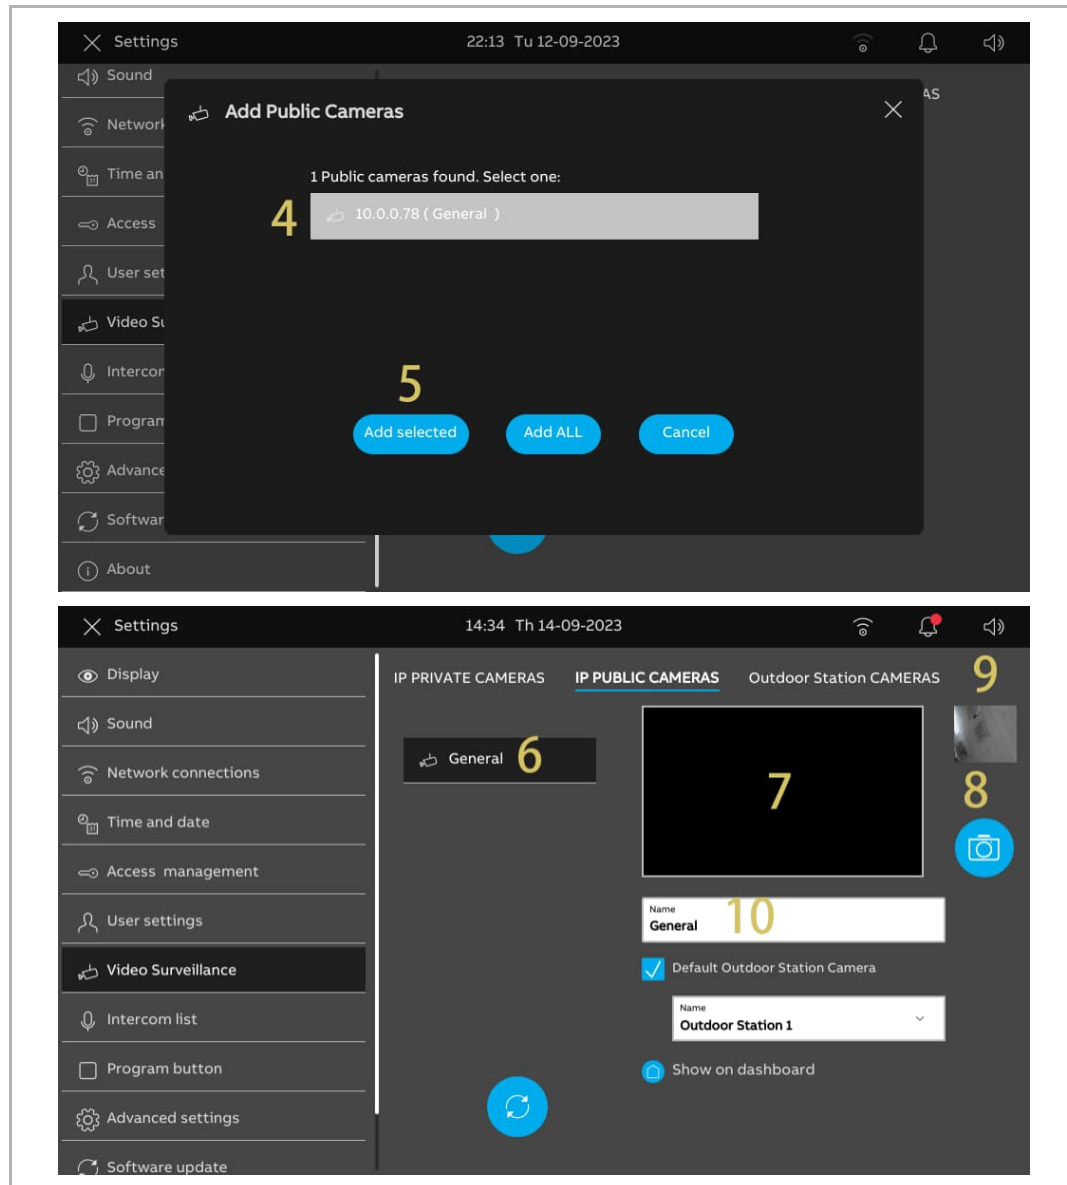 Settings
22:13 Tu 12-09-2023
Sound
AS
Add Public Cameras
Network
1 Public cameras found. Select one:
Time an
4
10.0.0.78 ( General )
Access
User set
Video Su
Intercor
5
Program
Add selected
Add ALL
Cancel
Advance
Softwar
About
Settings
14:34 Th 14-09-2023
Display
IP PRIVATE CAMERAS
IP PUBLIC CAMERAS
Outdoor Station CAMERAS
9
Sound
General 6
Network connections
7
8
Time and date
Access management
Name
General
10
User settings
Video Surveillance
Default Outdoor Station Camera
Name
Outdoor Station 1
Intercom list
Program button
Show on dashboard
Advanced settings
Software update